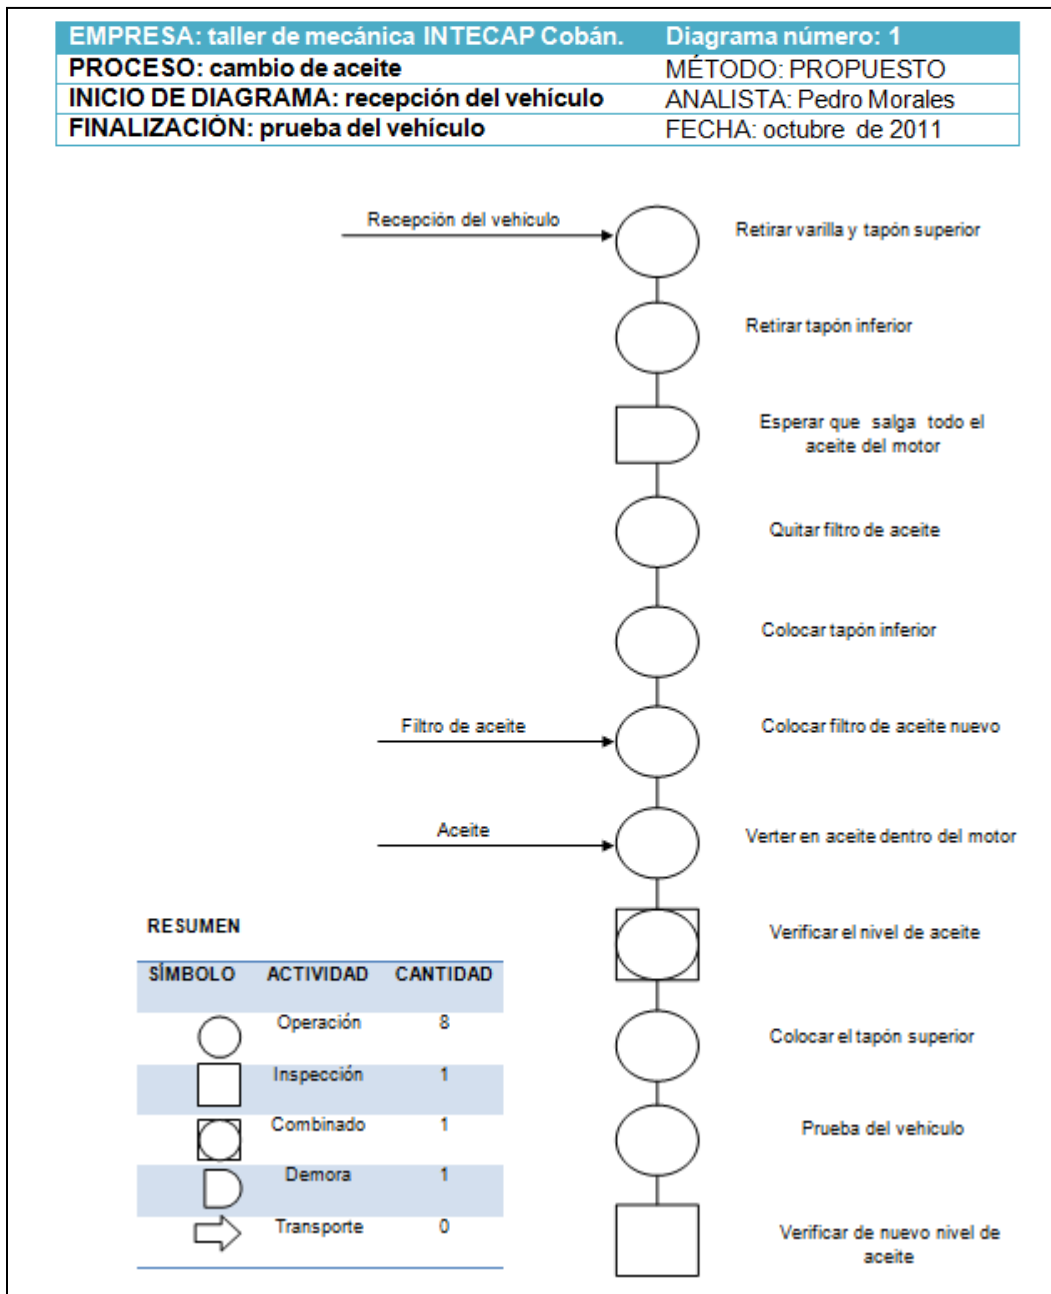 EMPRESA: taller de mecánica INTECAP Cobán. Diagrama número: 1
PROCESO: cambio de aceite MÉTODO: PROPUESTO
INICIO DE DIAGRAMA: recepción del vehículo ANALISTA: Pedro Morales
FINALIZACIÓN: prueba del vehículo FECHA: octubre de 2011
Recepción del vehículo
Retirar varilla y tapón superior
Retirar tapón inferior
Esperar que salga todo el
aceite del motor
Quitar filtro de aceite
Colocar tapón inferior
Filtro de aceite
Colocar filtro de aceite nuevo
Aceite
Verter en aceite dentro del motor
Verificar el nivel de aceite
Colocar el tapón superior
Prueba del vehículo
Verificar de nuevo nivel de
aceite
RESUMEN
SÍMBOLO ACTIVIDAD CANTIDAD
Operación 8
Inspección 1
Combinado 1
Demora 1
Transporte 0